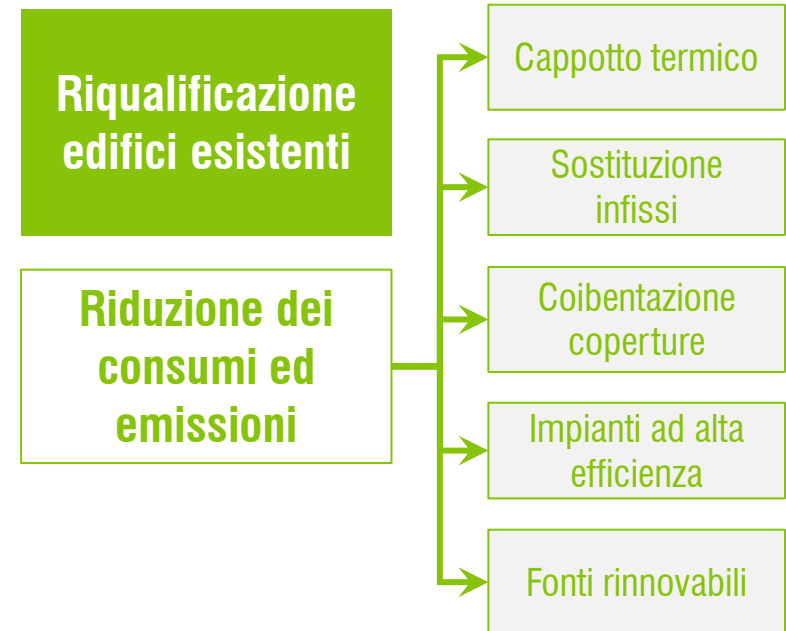 Riqualificazione
edifici esistenti
Riduzione dei
consumi ed
emissioni
Cappotto termico
Sostituzione
infissi
Coibentazione
coperture
Impianti ad alta
efficienza
Fonti rinnovabili